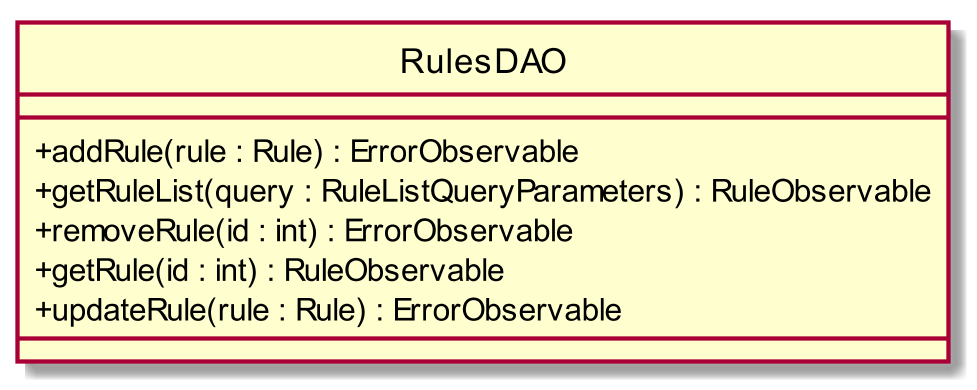 RulesDAO
+addRule(rule : Rule) : ErrorObservable
+getRuleList(query : RuleListQueryParameters) : RuleObservable
+removeRule(id : int) : ErrorObservable
+getRule(id : int) : RuleObservable
+updateRule(rule : Rule) : ErrorObservable